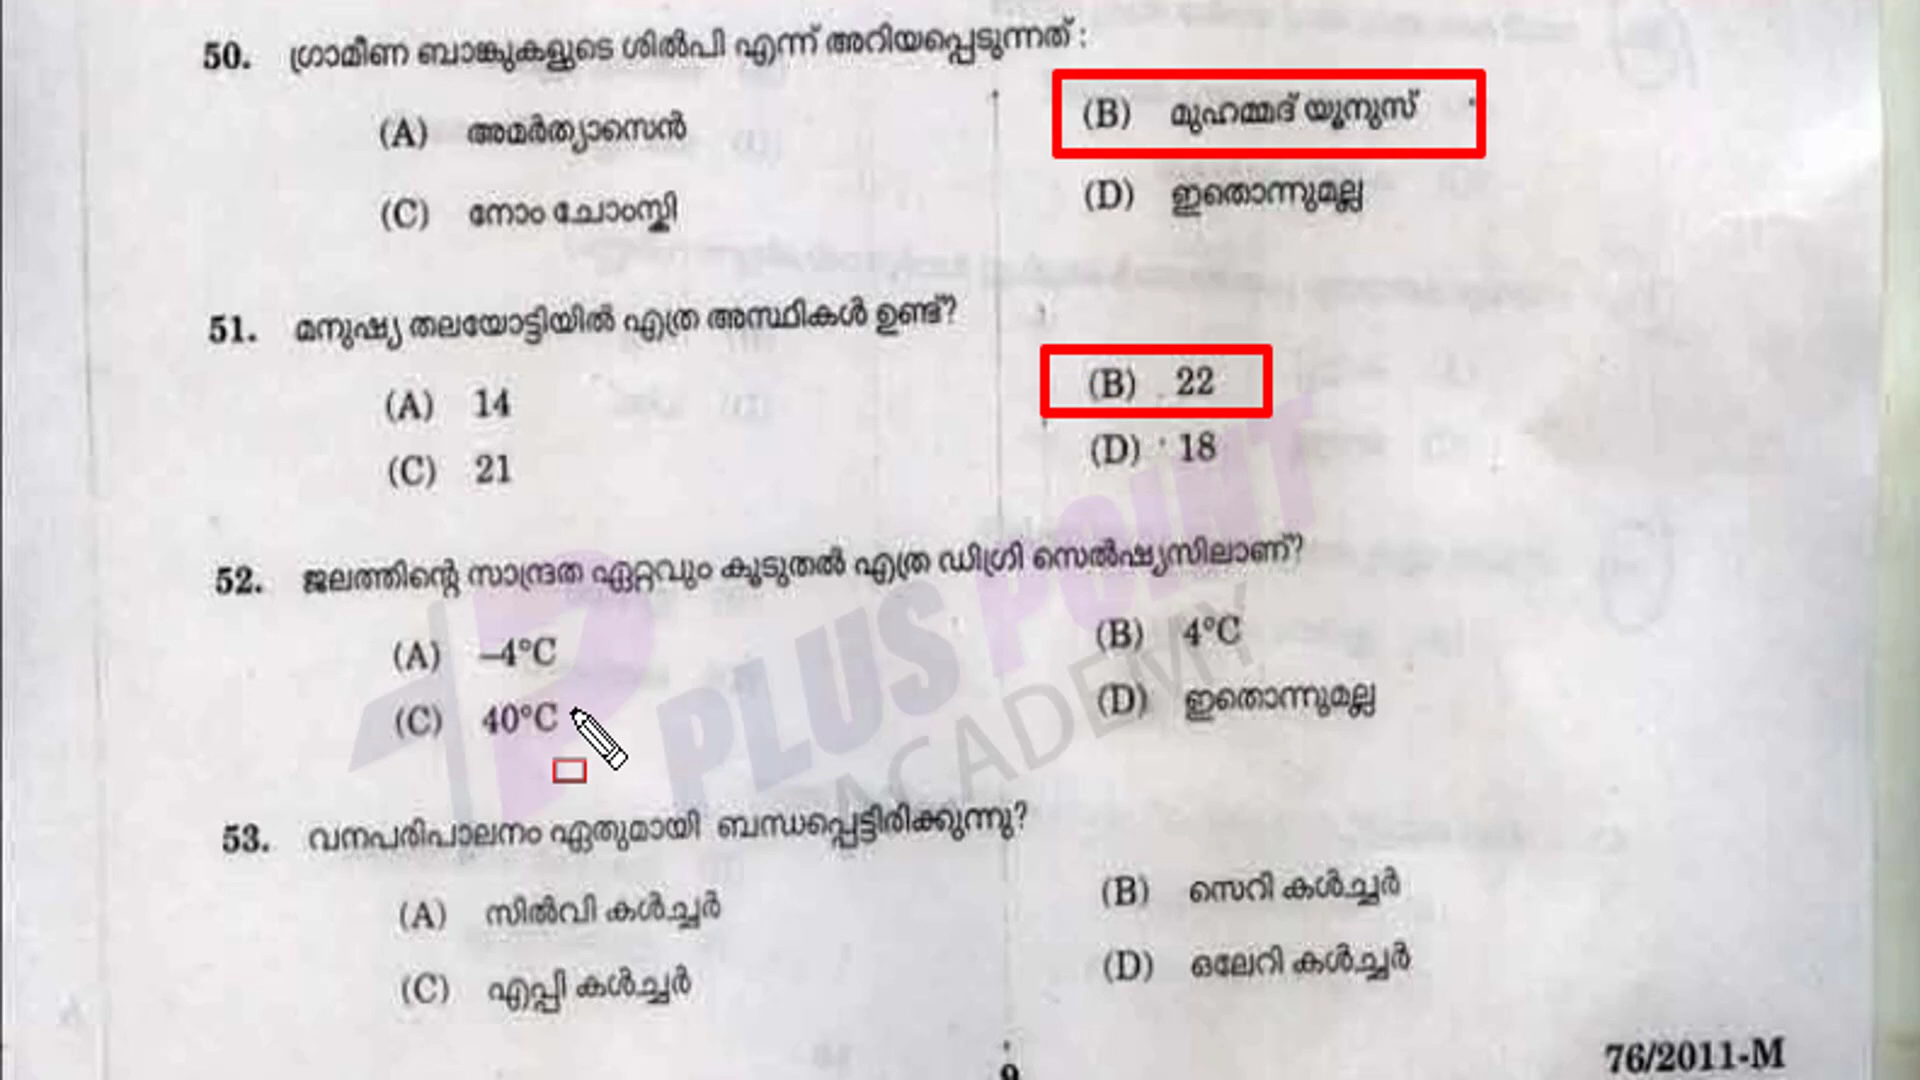 50. ഗ്രാമീണ ബാങ്കുകളുടെ ശിൽപി എന്ന് അറിയപ്പെടുന്നത് :
(A) അമർത്യാസെൻ (B) മുഹമ്മദ് യൂനുസ്
(C) നോം ചോംസ്കി (D) ഇതൊന്നുമല്ല
51. മനുഷ്യ തലയോട്ടിയിൽ എത്ര അസ്ഥികൾ ഉണ്ട്?
(A) 14 (B) 22
(C) 21 (D) 18
52. ജലത്തിന്റെ സാന്ദ്രത ഏറ്റവും കൂടുതൽ എത്ര ഡിഗ്രി സെൽഷ്യസിലാണ്?
(A) –4°C (B) 4°C
(C) 40°C (D) ഇതൊന്നുമല്ല
PLUS POINT
ACADEMY
53. വനപരിപാലനം ഏതുമായി ബന്ധപ്പെട്ടിരിക്കുന്നു?
(A) സിൽവി കൾച്ചർ (B) സെറി കൾച്ചർ
(C) എപ്പി കൾച്ചർ (D) ഒലേറി കൾച്ചർ
9
76/2011-M